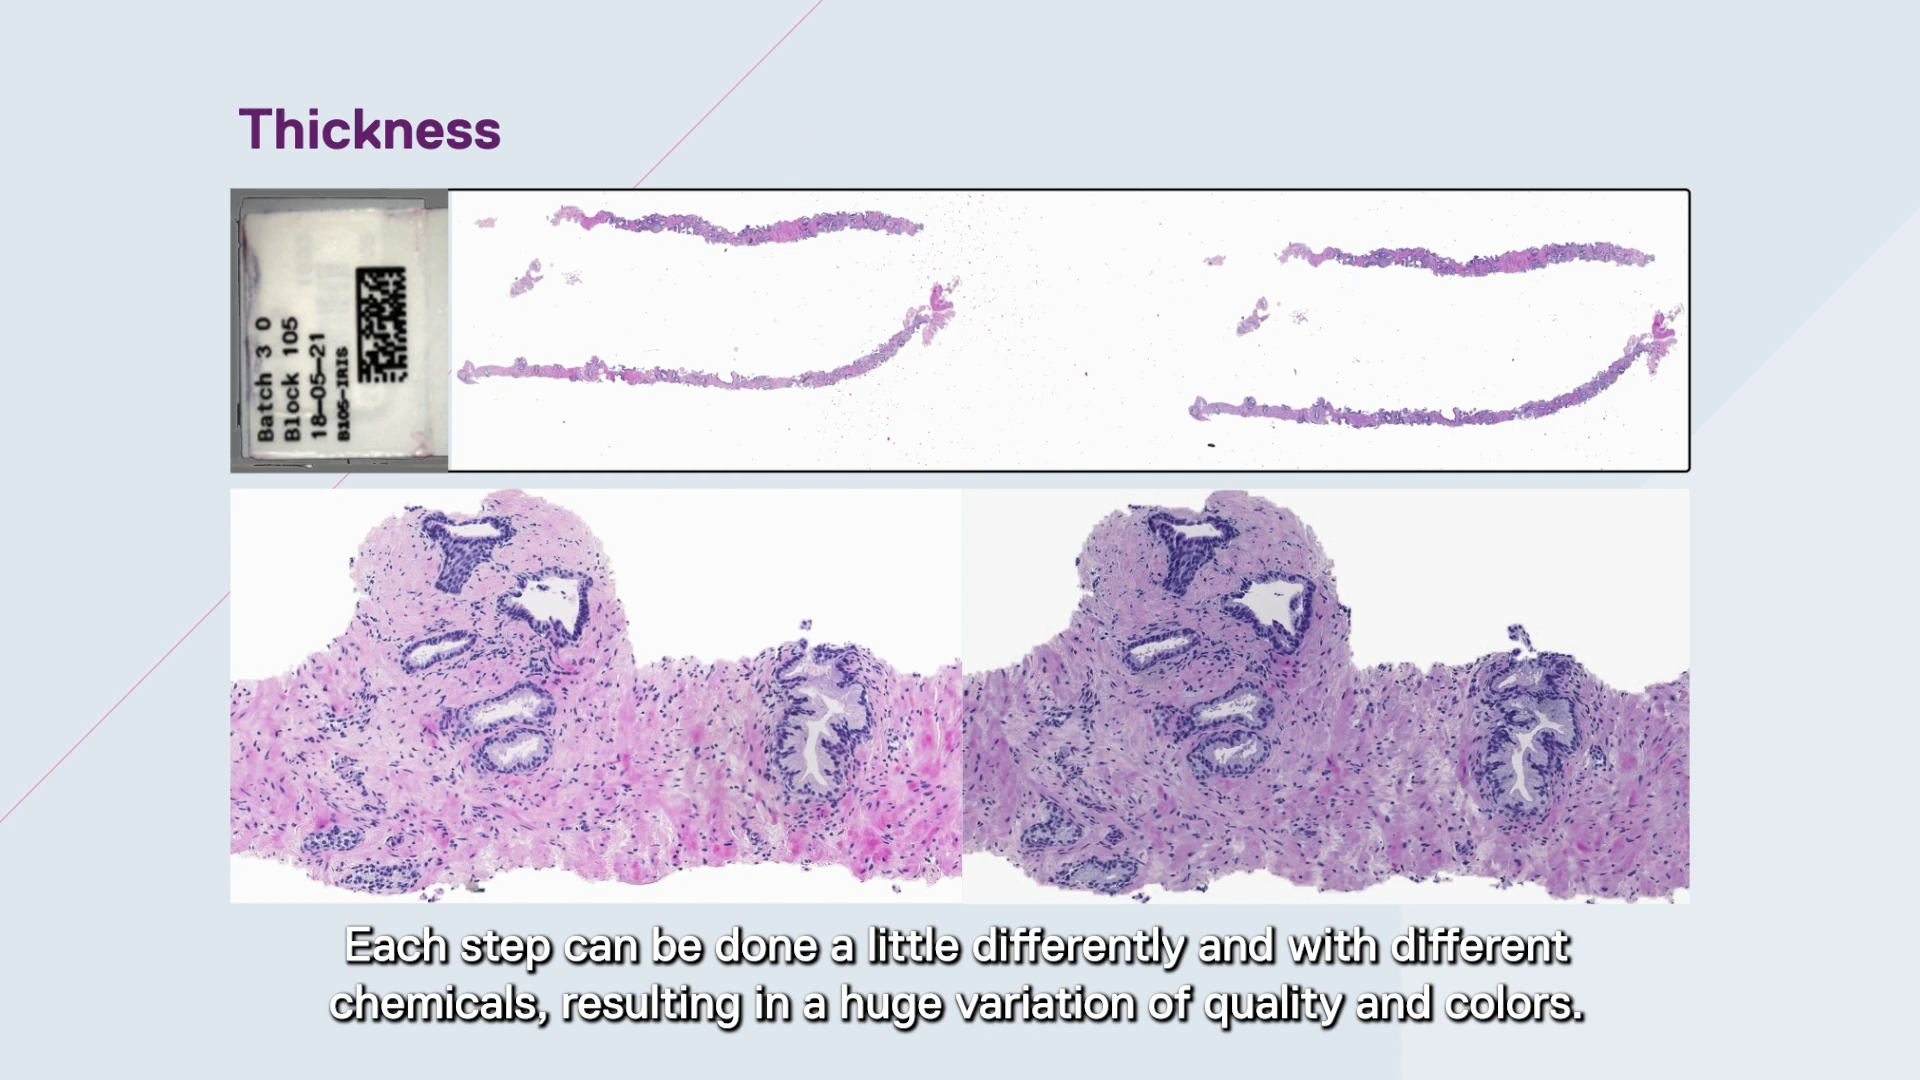 Thickness
Batch 3 0
Block 105
18-05-21
B105-IRIS
Each step can be done a little differently and with different
chemicals, resulting in a huge variation of quality and colors.